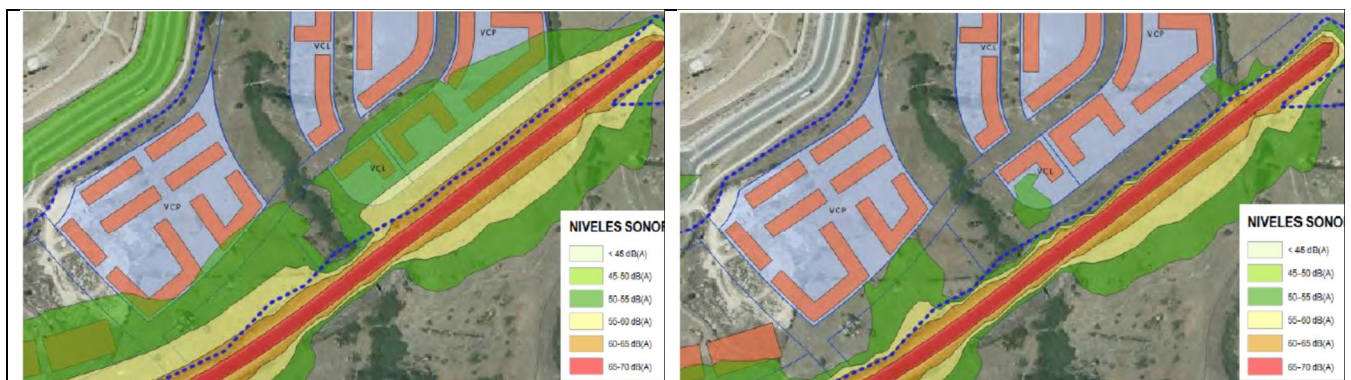 VCL
VCP
VCL
VCP
NIVELES SONOR
< 45 dB(A)
45-50 dB(A)
50-55 dB(A)
55-60 dB(A)
60-65 dB(A)
65-70 dB(A)
VCL
VCP
VCL
VCP
NIVELES SONOR
< 45 dB(A)
45-50 dB(A)
50-55 dB(A)
55-60 dB(A)
60-65 dB(A)
65-70 dB(A)